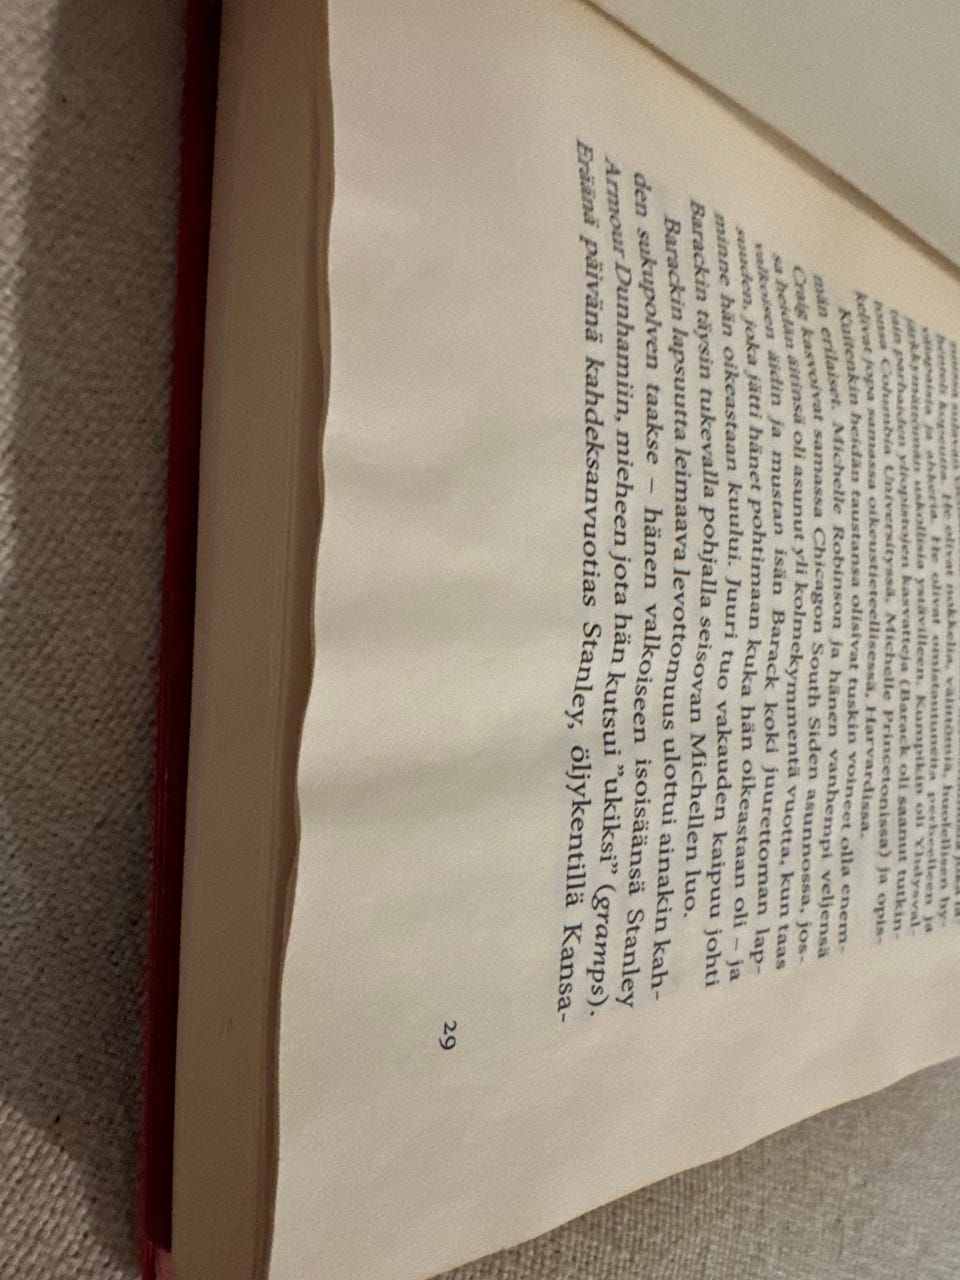 henteli kopeutta. He olivat nokkelia, välittömiä, huolellisen hy-
vätapaisia ja ahkeria. He olivat omistautuneita perheelleen ja
järkkymättömän uskollisia ystävilleen. Kumpikin oli Yhdysval-
tain parhaiden yliopistojen kasvatteja (Barack oli saanut tutkin-
tonsa Columbia Universityssä, Michelle Princetonissa) ja opis-
kelivat jopa samassa oikeustieteellisessä, Harvardissa.
Kuitenkin heidän taustansa olisivat tuskin voineet olla enem-
män erilaiset. Michelle Robinson ja hänen vanhempi veljensä
Craig kasvoivat samassa Chicagon South Siden asunnossa, jos-
sa heidän äitinsä oli asunut yli kolmekymmentä vuotta, kun taas
valkoisen äidin ja mustan isän Barack koki juurettoman lap-
suuden, joka jätti hänet pohtimaan kuka hän oikeastaan oli – ja
minne hän oikeastaan kuului. Juuri tuo vakauden kaipuu johti
Barackin täysin tukevalla pohjalla seisovan Michellen luo.
Barackin lapsuutta leimaava levottomuus ulottui ainakin kah-
den sukupolven taakse – hänen valkoiseen isoisäänsä Stanley
Armour Dunhamiin, mieheen jota hän kutsui ”ukiksi” (gramps).
Eräänä päivänä kahdeksanvuotias Stanley, öljykentillä Kansa-
29